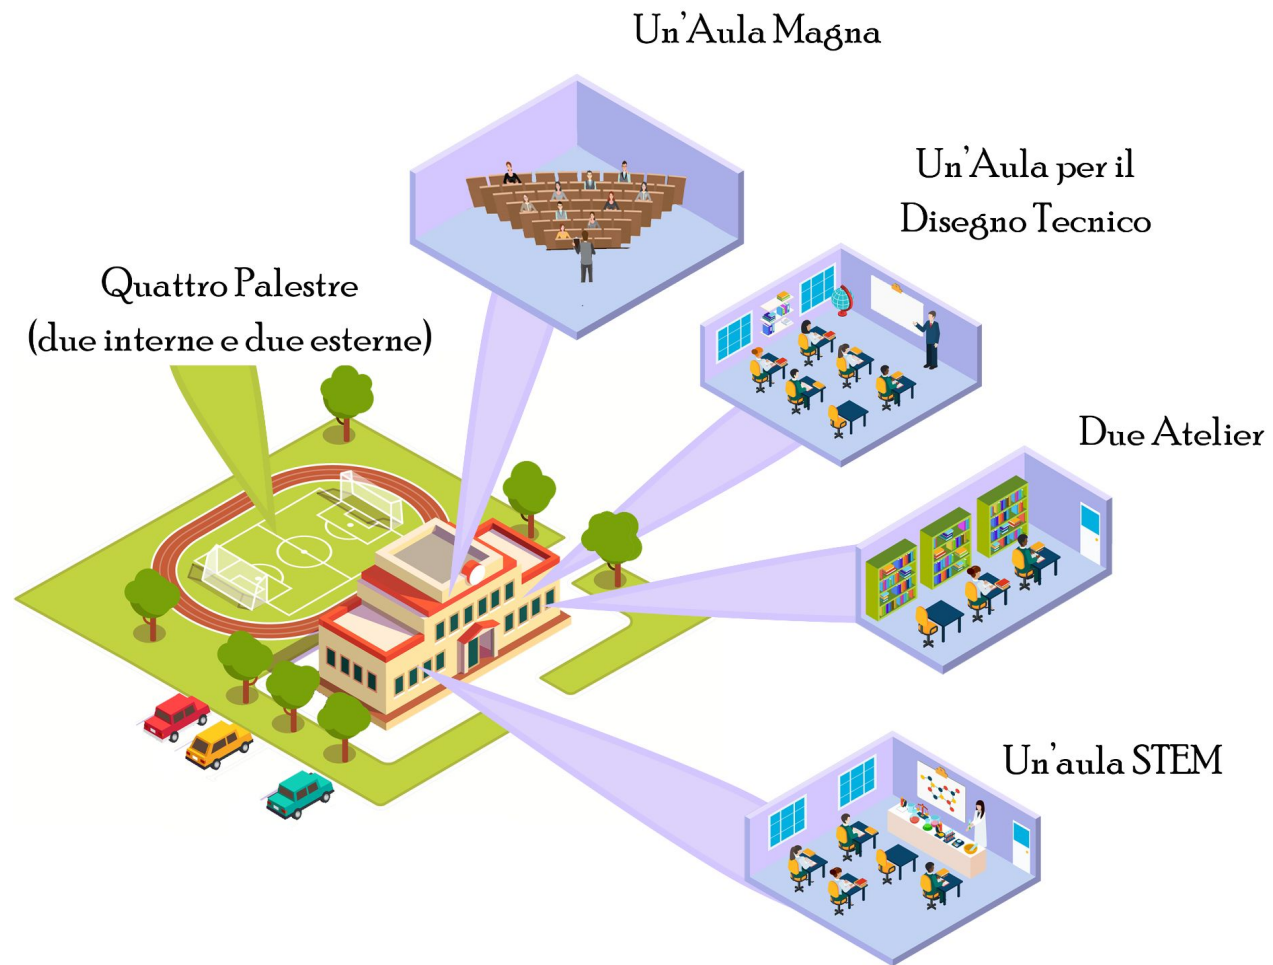 Un'Aula Magna
Un'Aula per il
Disegno Tecnico
Quattro Palestre
(due interne e due esterne)
Due Atelier
Un'aula STEM